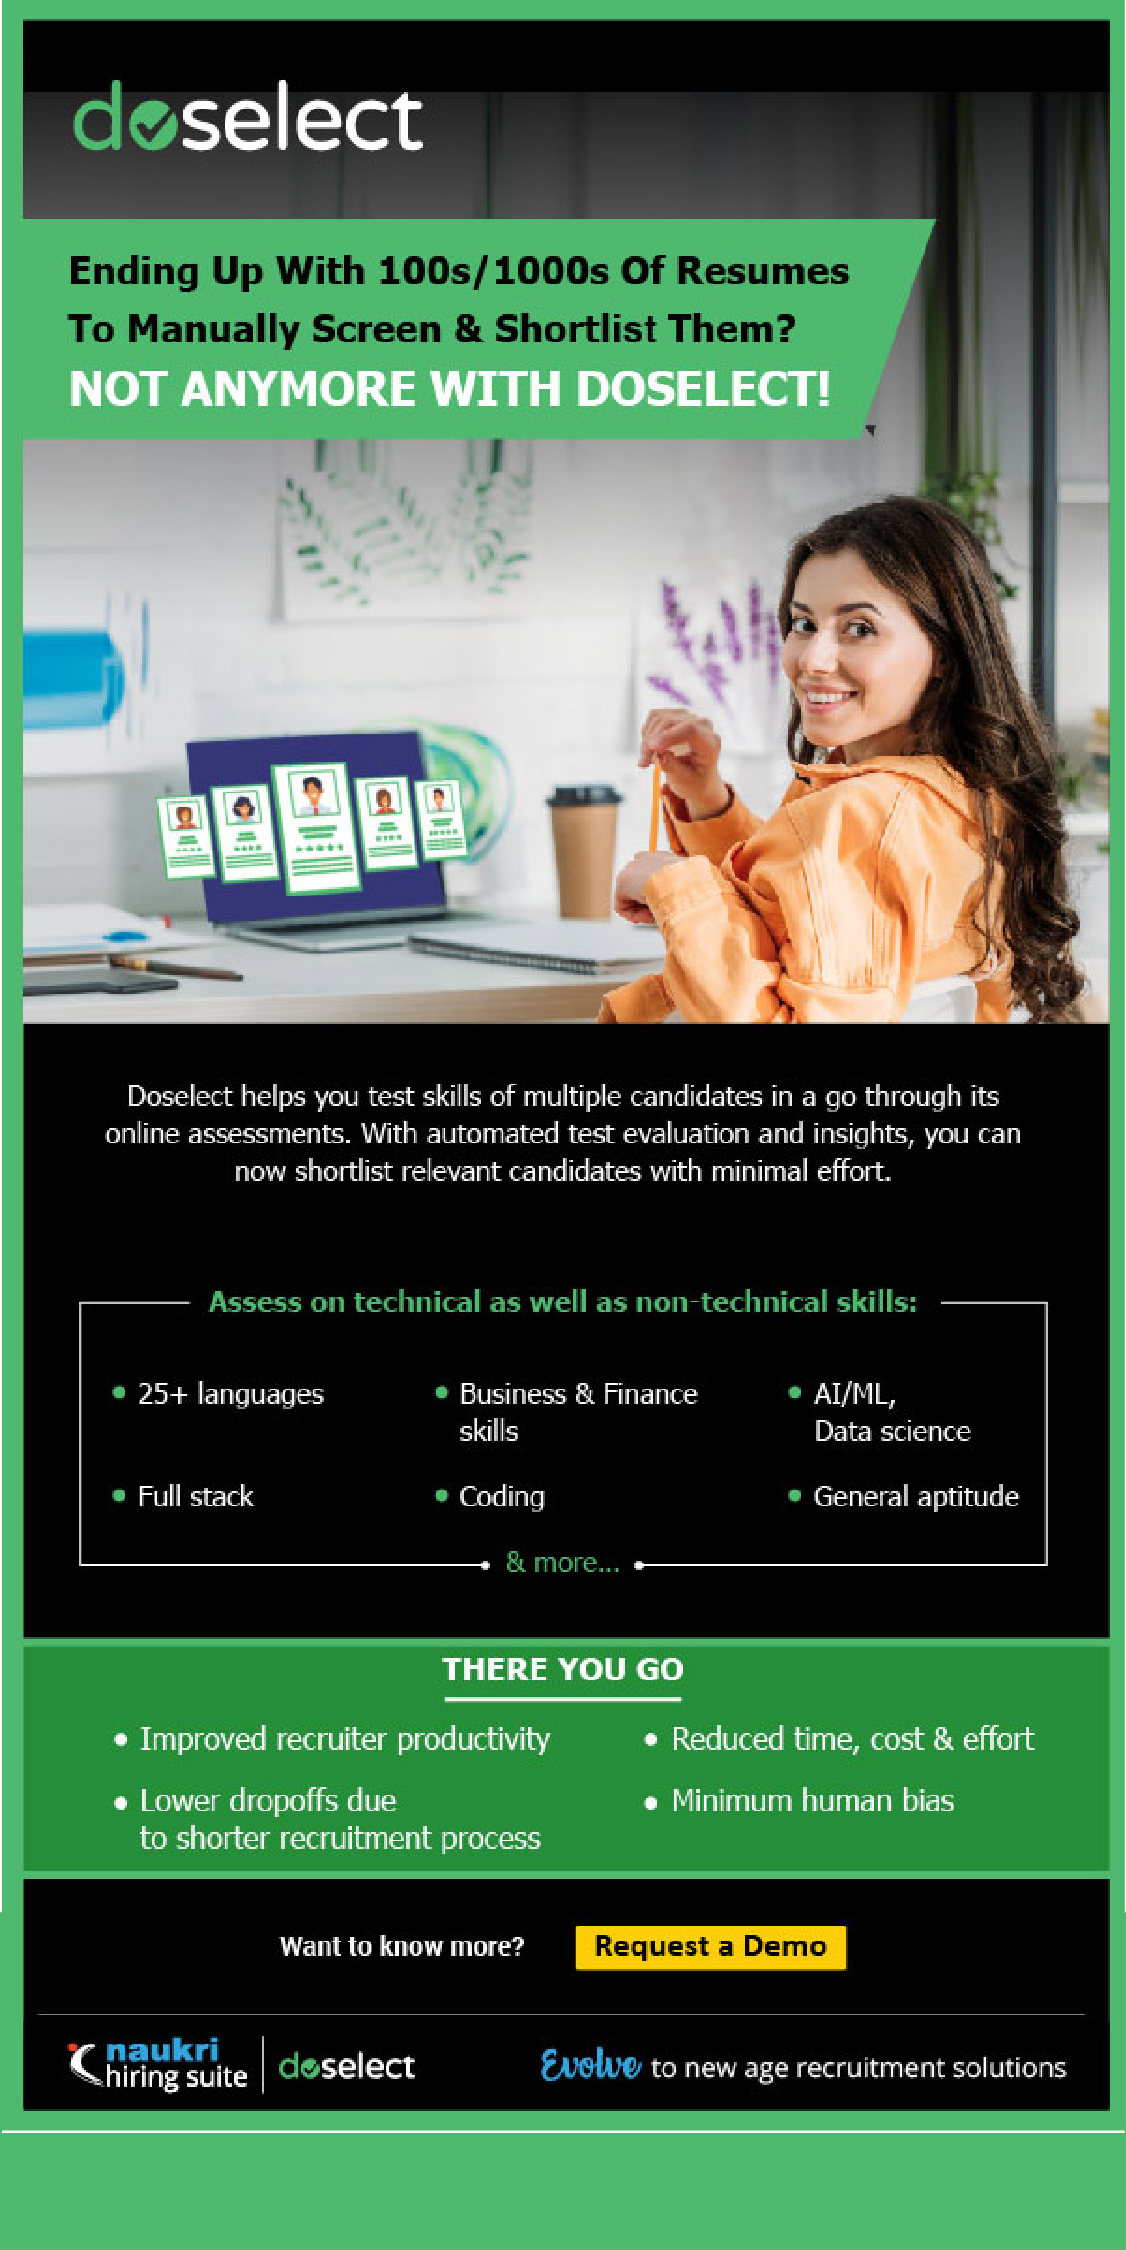 doselect
Ending Up With 100s/1000s Of Resumes
To Manually Screen & Shortlist Them?
NOT ANYMORE WITH DOSELECT!
Doselect helps you test skills of multiple candidates in a go through its
online assessments. With automated test evaluation and insights, you can
now shortlist relevant candidates with minimal effort.
Assess on technical as well as non-technical skills:
• 25+ languages
• Business & Finance
skills
• AI/ML,
Data science
• Full stack
• Coding
• General aptitude
& more...
THERE YOU GO
• Improved recruiter productivity
• Reduced time, cost & effort
• Lower dropoffs due
to shorter recruitment process
• Minimum human bias
Want to know more?
Request a Demo
naukri
hiring suite
doselect
Evolve to new age recruitment solutions